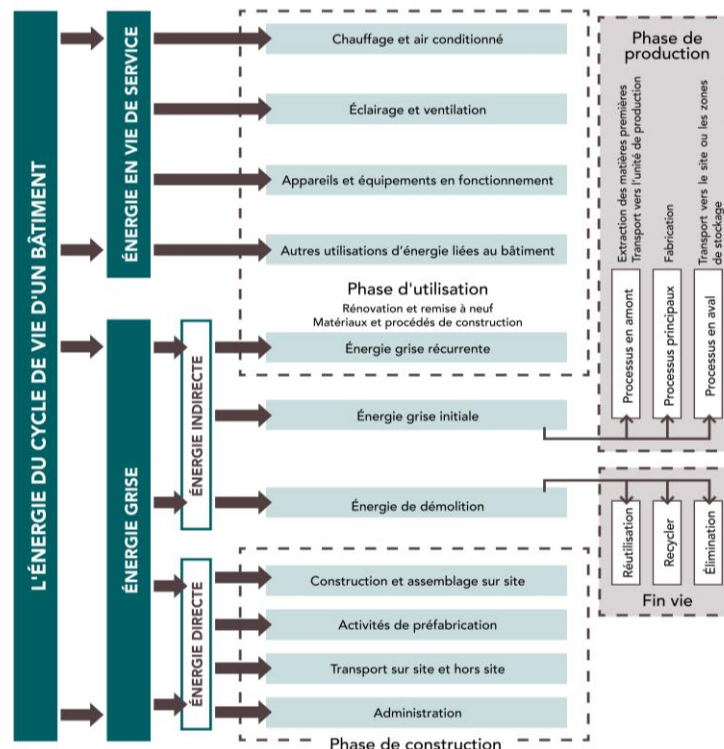 L'ÉNERGIE DU CYCLE DE VIE D'UN BÂTIMENT
ÉNERGIE EN VIE DE SERVICE
Chauffage et air conditionné
Éclairage et ventilation
Appareils et équipements en fonctionnement
Autres utilisations d'énergie liées au bâtiment
Phase d'utilisation
Rénovation et remise à neuf
Matériaux et procédés de construction
ÉNERGIE GRISE
ÉNERGIE INDIRECTE
Énergie grise récurrente
Énergie grise initiale
Énergie de démolition
ÉNERGIE DIRECTE
Construction et assemblage sur site
Activités de préfabrication
Transport sur site et hors site
Administration
Phase de construction
Phase de
production
Extraction des matières premières
Transport vers l'unité de production
Fabrication
Transport vers le site ou les zones
de stockage
Processus en amont
Processus principaux
Processus en aval
Réutilisation
Recycler
Élimination
Fin vie